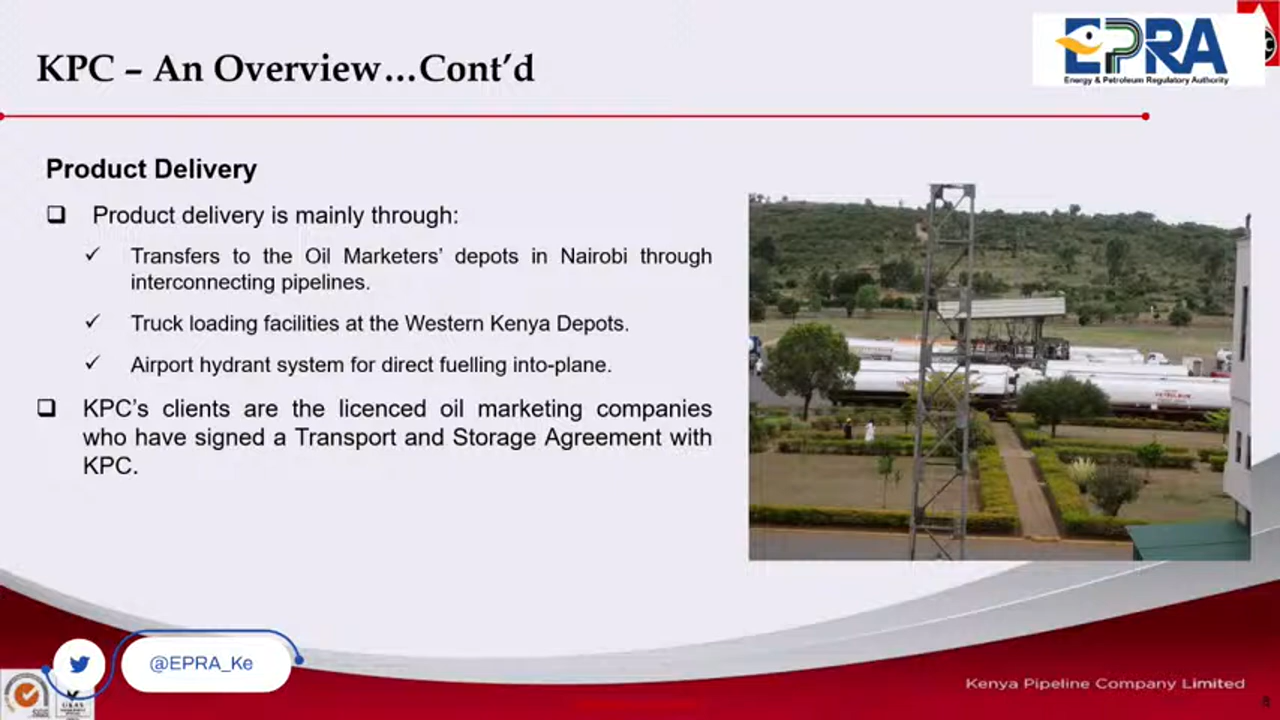 KPC – An Overview…Cont’d
EPRA
Energy & Petroleum Regulatory Authority
Product Delivery
❑ Product delivery is mainly through:
✓ Transfers to the Oil Marketers’ depots in Nairobi through
interconnecting pipelines.
✓ Truck loading facilities at the Western Kenya Depots.
✓ Airport hydrant system for direct fuelling into-plane.
❑ KPC’s clients are the licenced oil marketing companies
who have signed a Transport and Storage Agreement with
KPC.
@EPRA_Ke
UKAS
Kenya Pipeline Company Limited
8